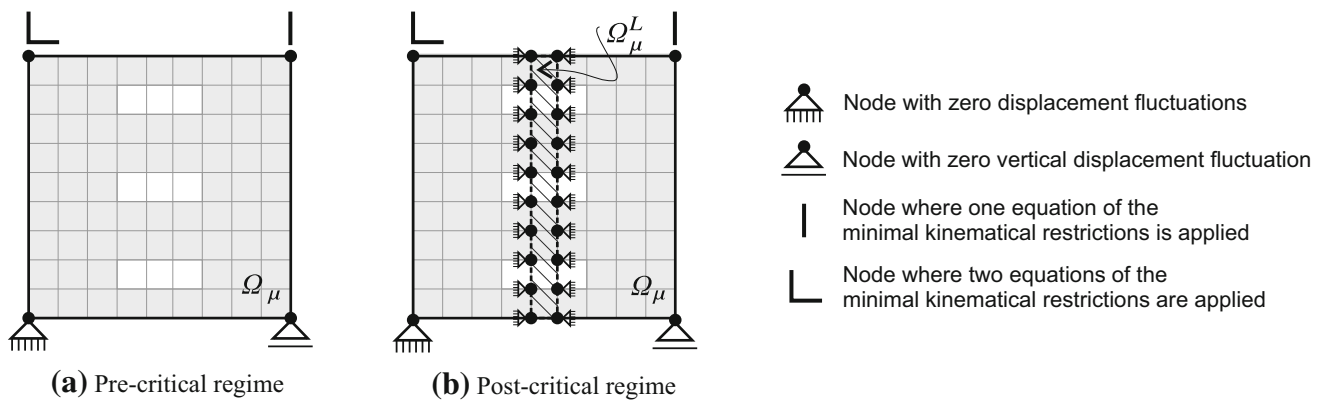 Ω_μ^L
Ω_μ
Ω_μ
(a) Pre-critical regime
(b) Post-critical regime
Node with zero displacement fluctuations
Node with zero vertical displacement fluctuation
Node where one equation of the
minimal kinematical restrictions is applied
Node where two equations of the
minimal kinematical restrictions are applied